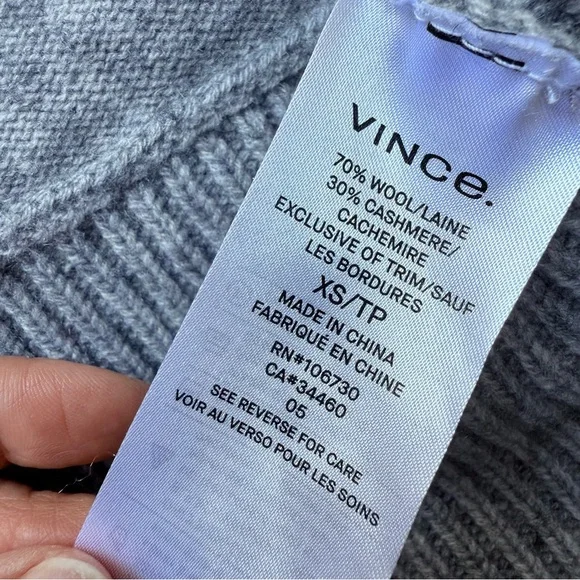 VINCe.
70% WOOL/LAINE
30% CASHMERE/
CACHEMIRE
EXCLUSIVE OF TRIM/SAUF
LES BORDURES
XS/TP
MADE IN CHINA
FABRIQUÉ EN CHINE
RN#106730
CA#34460
05
SEE REVERSE FOR CARE
VOIR AU VERSO POUR LES SOINS